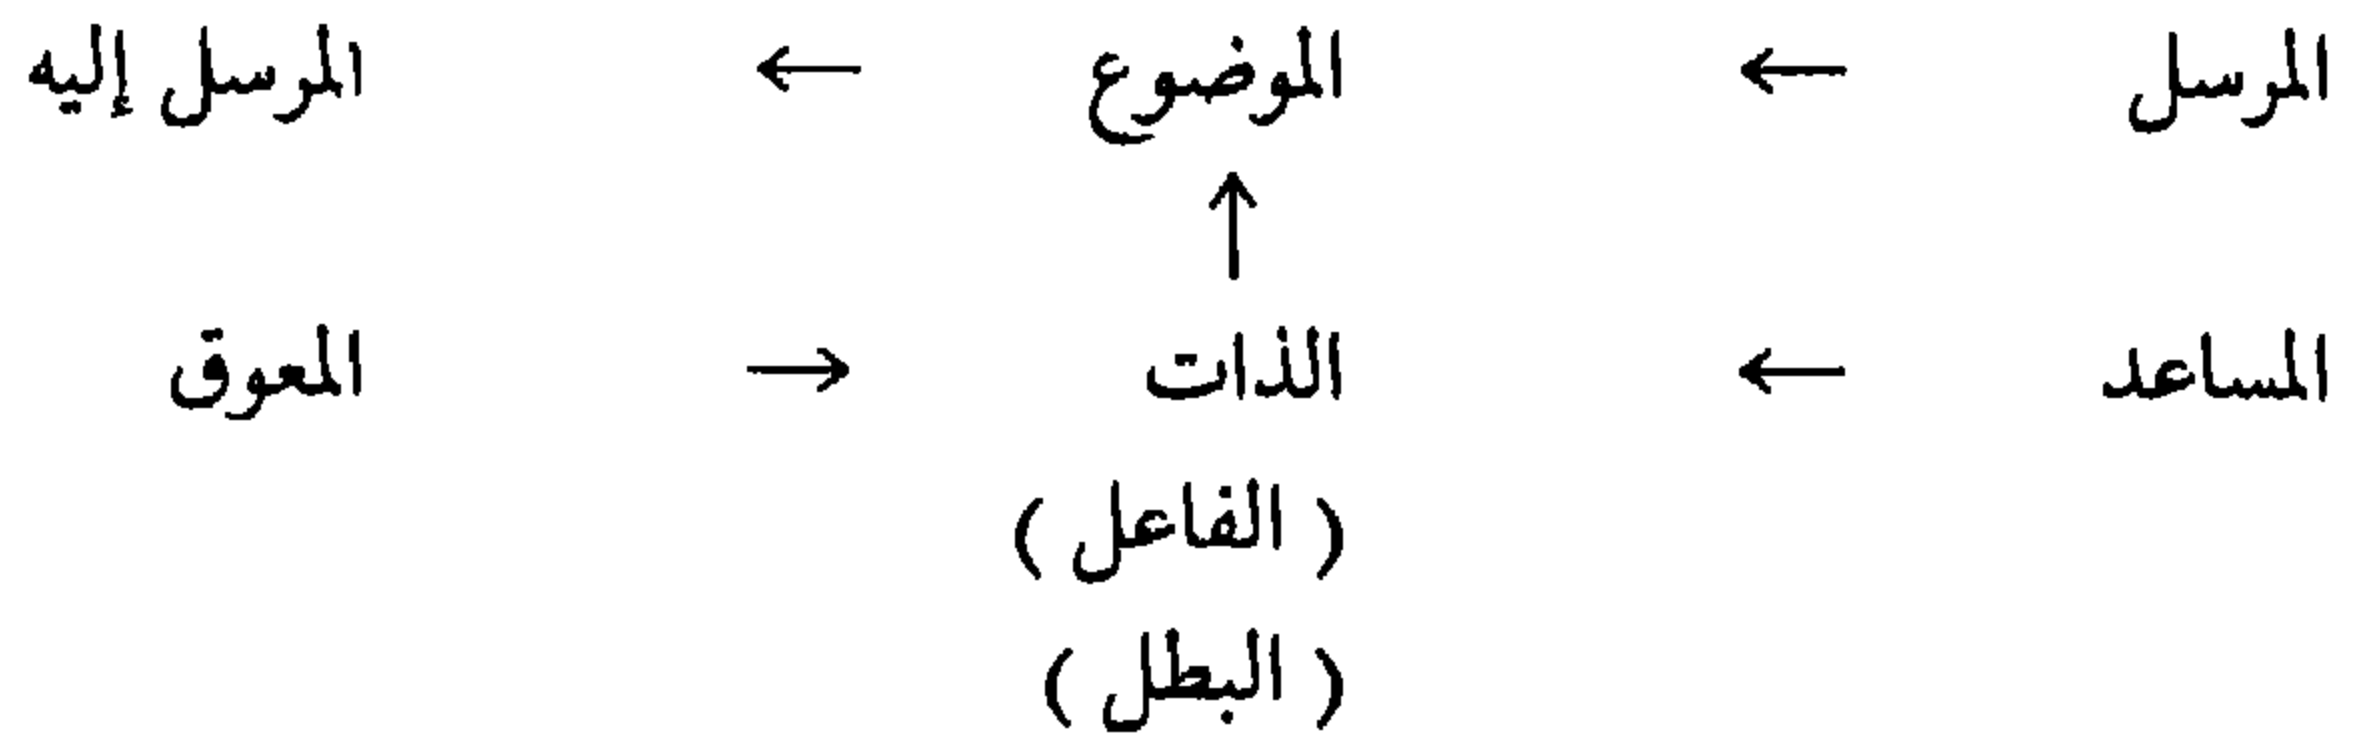 المرسل ← الموضوع ← المرسل إليه
↑
المساعد ← الذات → المعوق
( الفاعل )
( البطل )